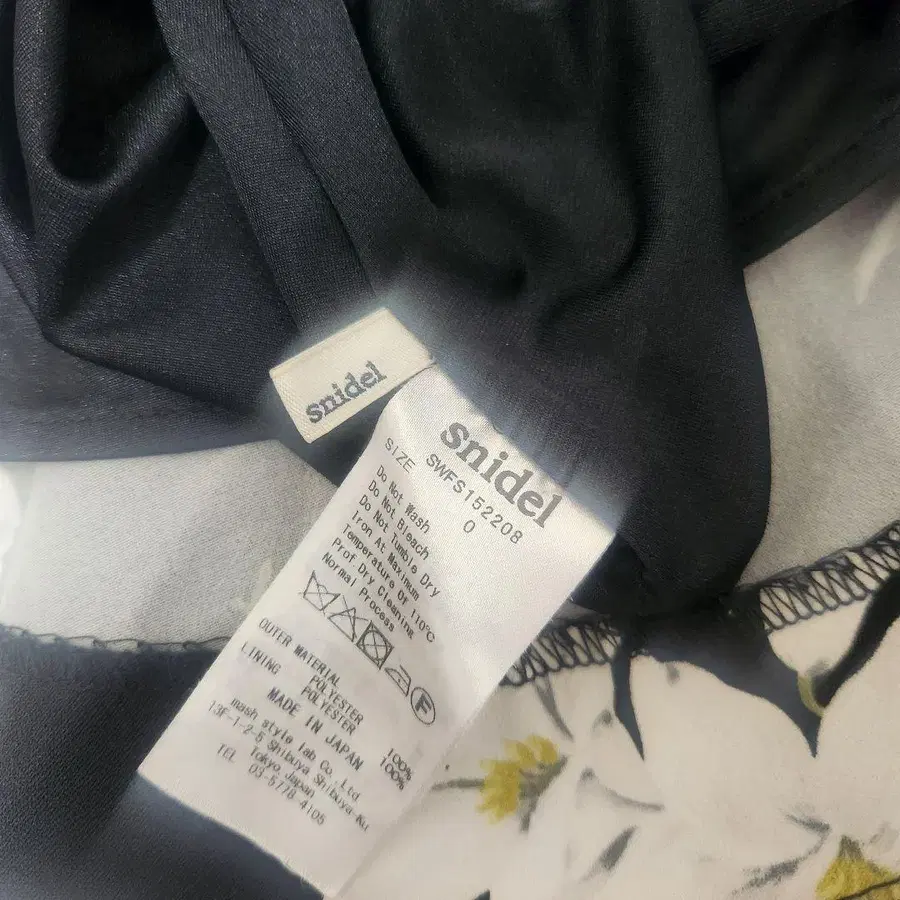 snidel
snidel
SWFS152208
SIZE 0
Do Not Wash
Do Not Bleach
Do Not Tumble Dry
Iron At Maximum
Temperature Of 110°C
Prof. Dry Cleaning
Normal Process
F
OUTER MATERIAL
POLYESTER 100%
LINING POLYESTER 100%
MADE IN JAPAN
mash style lab Co., Ltd
13F-1-2-5 Shibuya Shibuya-Ku
Tokyo Japan
TEL 03-5778-4105